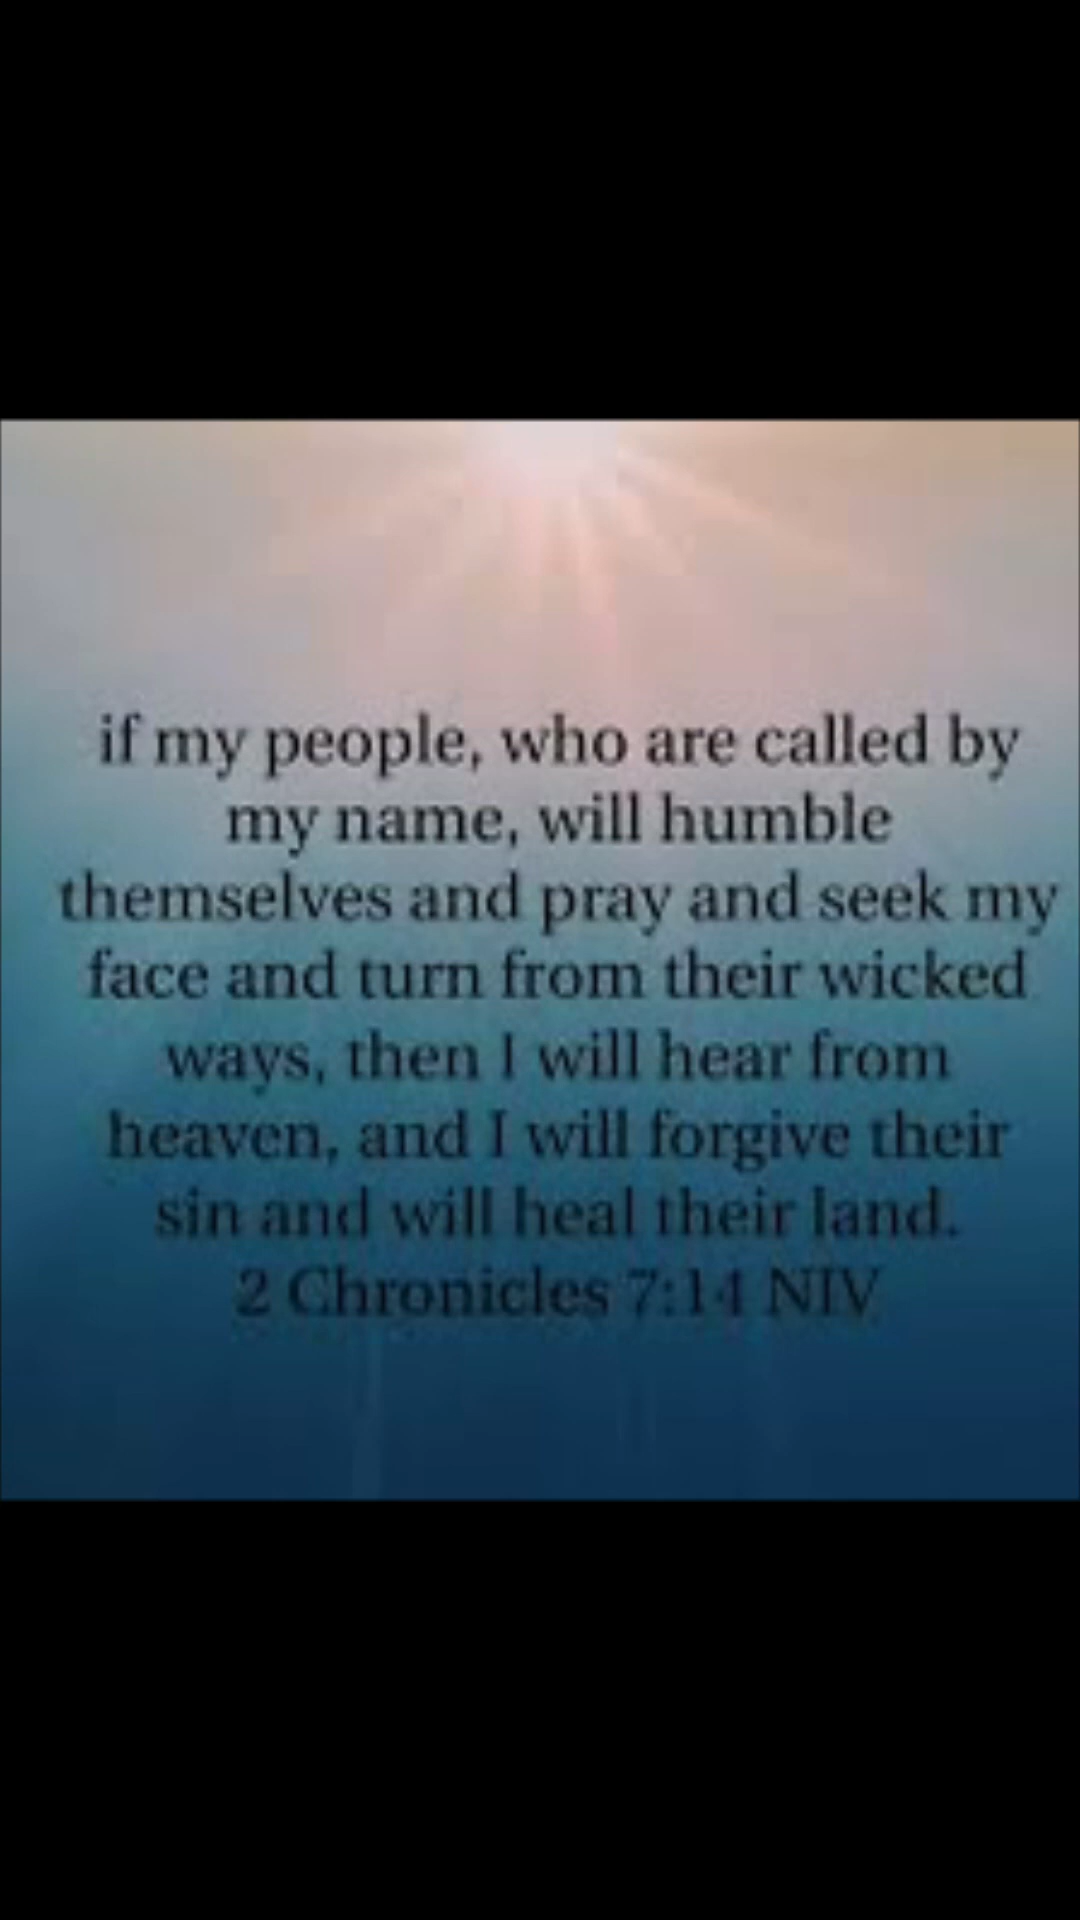 if my people, who are called by
my name, will humble
themselves and pray and seek my
face and turn from their wicked
ways, then I will hear from
heaven, and I will forgive their
sin and will heal their land.
2 Chronicles 7:14 NIV